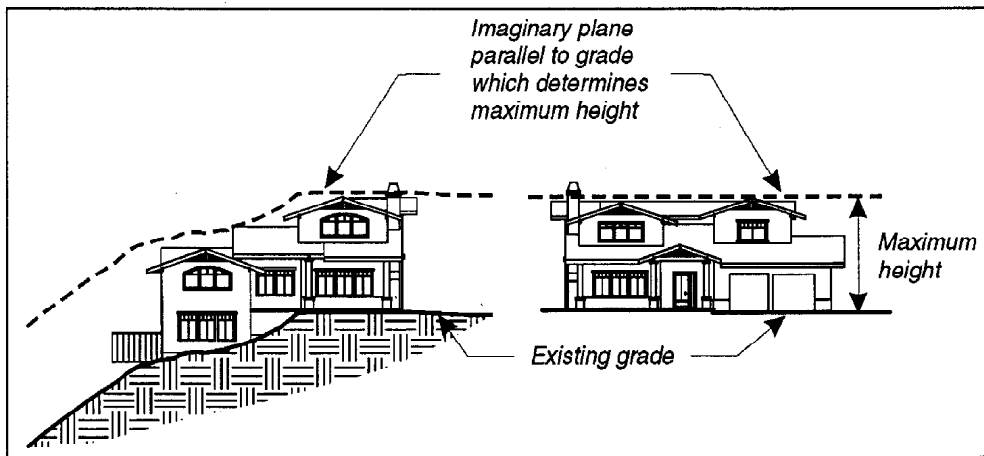 Imaginary plane
parallel to grade
which determines
maximum height
Maximum
height
Existing grade